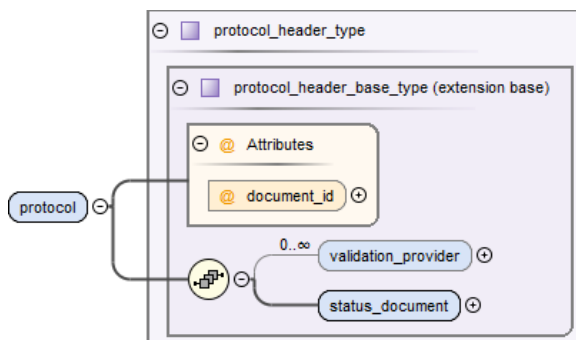 protocol_header_type
protocol_header_base_type (extension base)
@ Attributes
@ document_id
protocol
0..∞
validation_provider
status_document